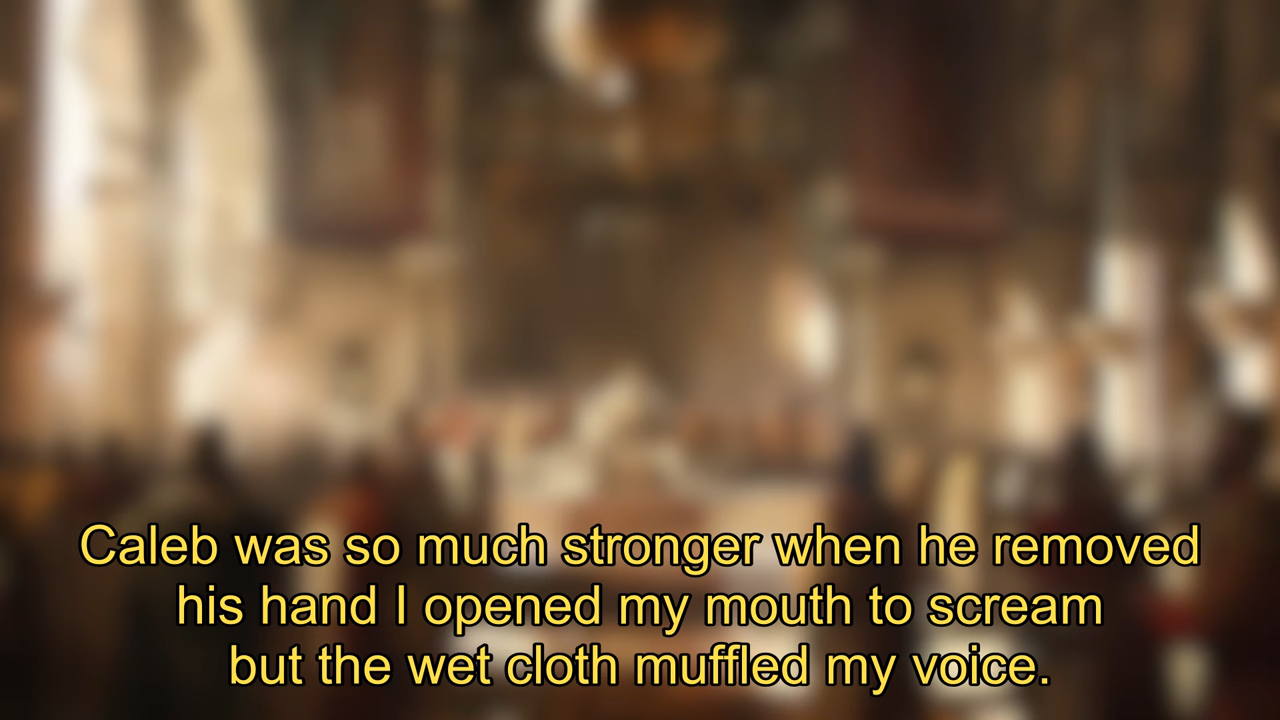 Caleb was so much stronger when he removed
his hand I opened my mouth to scream
but the wet cloth muffled my voice.